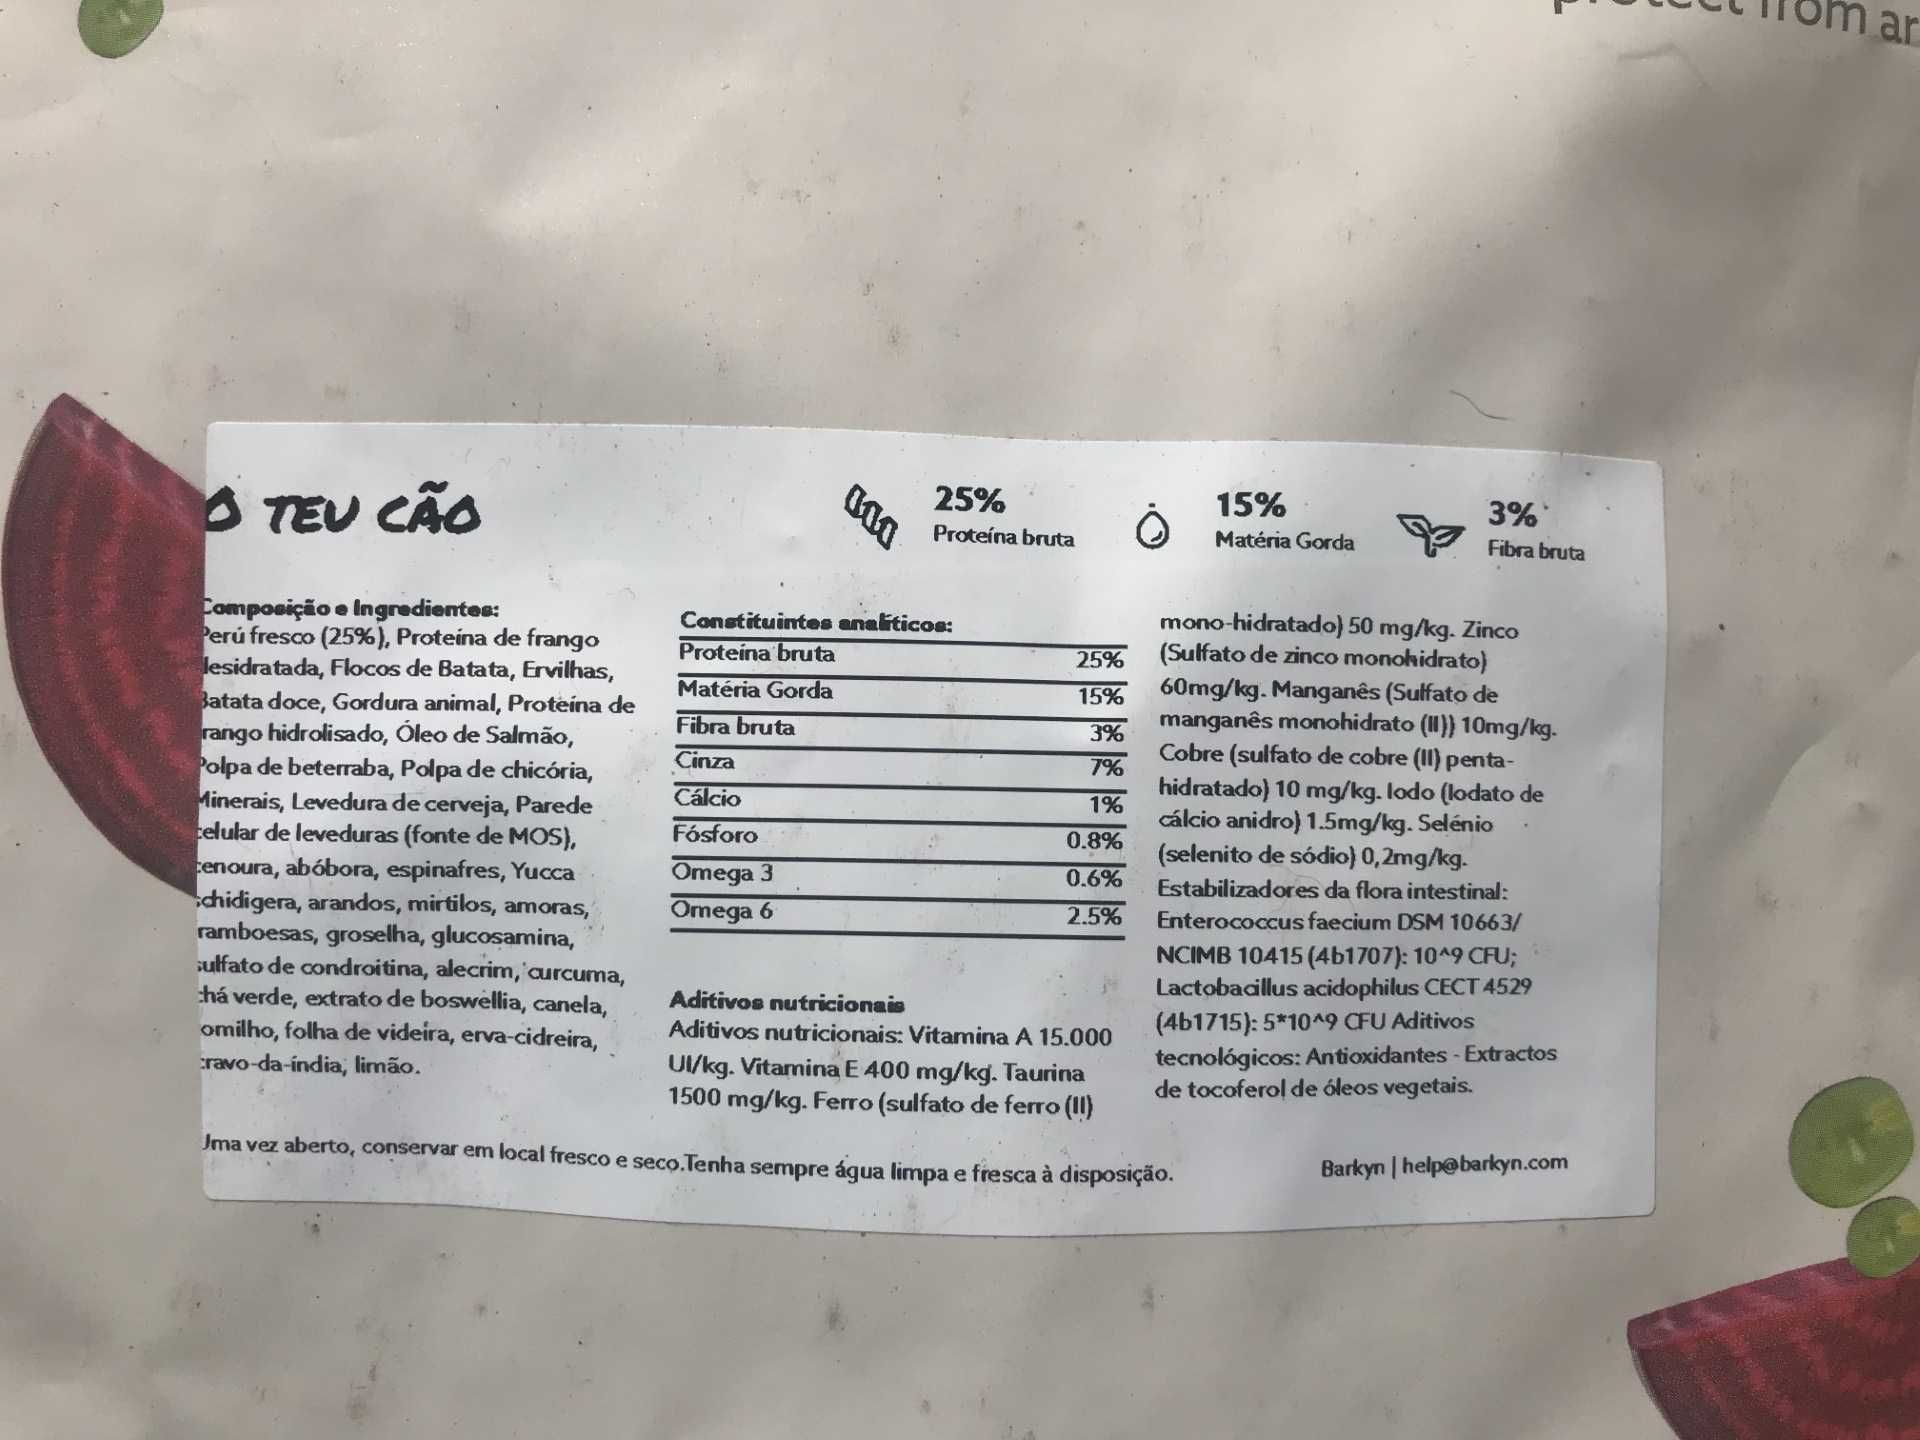 protect from ar
O TEU CÃO
25%
Proteína bruta
15%
Matéria Gorda
3%
Fibra bruta
Composição e Ingredientes:
Perú fresco (25%), Proteína de frango
desidratada, Flocos de Batata, Ervilhas,
Batata doce, Gordura animal, Proteína de
frango hidrolisado, Óleo de Salmão,
Polpa de beterraba, Polpa de chicória,
Minerais, Levedura de cerveja, Parede
celular de leveduras (fonte de MOS),
cenoura, abóbora, espinafres, Yucca
schidigera, arandos, mirtilos, amoras,
framboesas, groselha, glucosamina,
sulfato de condroitina, alecrim, curcuma,
chá verde, extrato de boswellia, canela,
omilho, folha de videira, erva-cidreira,
cravo-da-índia, limão.
Constituintes analíticos:
Proteína bruta 25%
Matéria Gorda 15%
Fibra bruta 3%
Cinza 7%
Cálcio 1%
Fósforo 0.8%
Omega 3 0.6%
Omega 6 2.5%
Aditivos nutricionais
Aditivos nutricionais: Vitamina A 15.000
UI/kg. Vitamina E 400 mg/kg. Taurina
1500 mg/kg. Ferro (sulfato de ferro (II)
mono-hidratado) 50 mg/kg. Zinco
(Sulfato de zinco monohidrato)
60mg/kg. Manganês (Sulfato de
manganês monohidrato (II)) 10mg/kg.
Cobre (sulfato de cobre (II) penta-
hidratado) 10 mg/kg. Iodo (Iodato de
cálcio anidro) 1.5mg/kg. Selénio
(selenito de sódio) 0,2mg/kg.
Estabilizadores da flora intestinal:
Enterococcus faecium DSM 10663/
NCIMB 10415 (4b1707): 10^9 CFU;
Lactobacillus acidophilus CECT 4529
(4b1715): 5*10^9 CFU Aditivos
tecnológicos: Antioxidantes - Extractos
de tocoferol de óleos vegetais.
Uma vez aberto, conservar em local fresco e seco.Tenha sempre água limpa e fresca à disposição.
Barkyn | help@barkyn.com